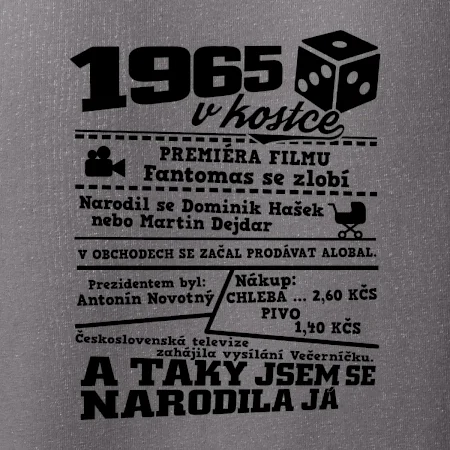 1965
v kostce
PREMIÉRA FILMU
Fantomas se zlobí
Narodil se Dominik Hašek
nebo Martin Dejdar
V OBCHODECH SE ZAČAL PRODÁVAT ALOBAL.
Prezidentem byl:
Antonín Novotný
Nákup:
CHLEBA ... 2,60 KČS
PIVO
1,40 KČS
Československá televize
zahájila vysílání Večerníčku.
A TAKY JSEM SE
NARODILA JÁ